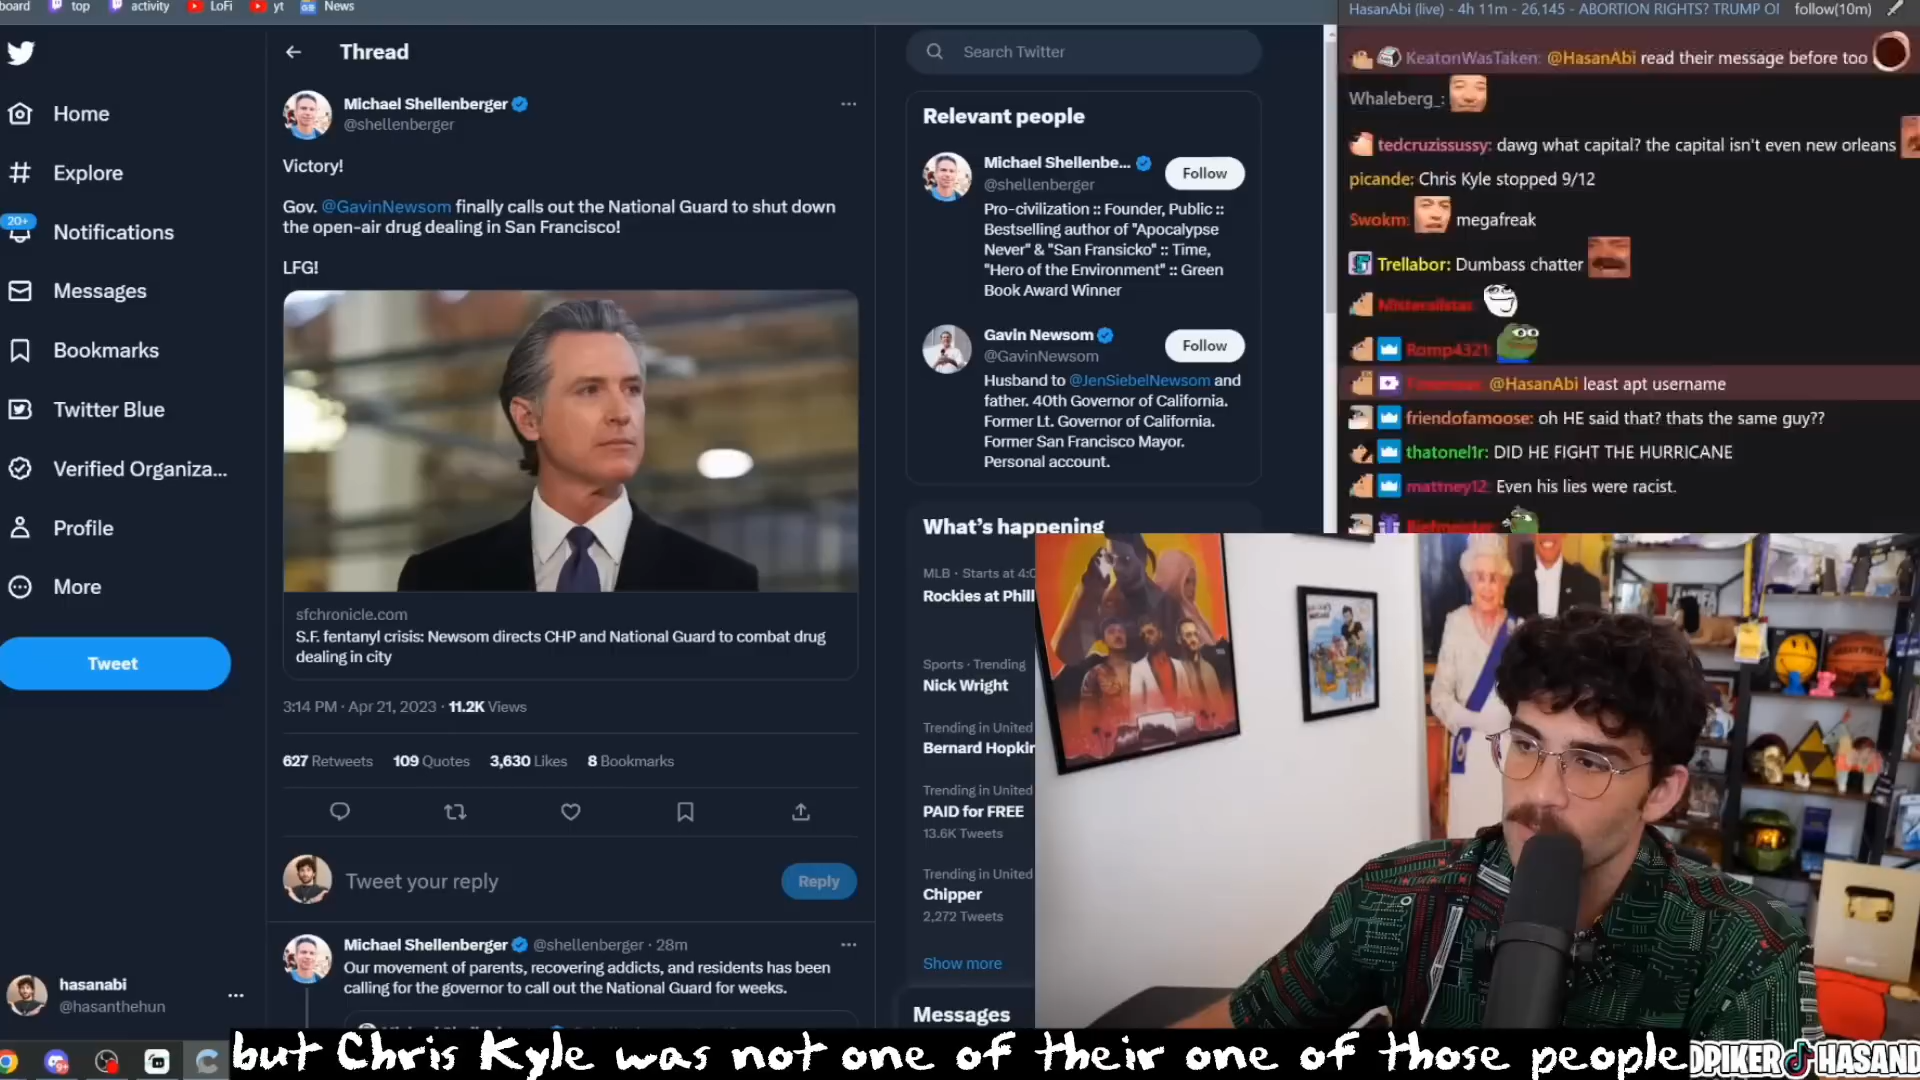 board
top
activity
LoFi
yt
News
Home
Explore
20+
Notifications
Messages
Bookmarks
Twitter Blue
Verified Organiza...
Profile
More
Tweet
hasanabi
@hasanthehun
Thread
Michael Shellenberger
@shellenberger
Victory!
Gov. @GavinNewsom finally calls out the National Guard to shut down
the open-air drug dealing in San Francisco!
LFG!
sfchronicle.com
S.F. fentanyl crisis: Newsom directs CHP and National Guard to combat drug
dealing in city
3:14 PM · Apr 21, 2023 · 11.2K Views
627 Retweets 109 Quotes 3,630 Likes 8 Bookmarks
Tweet your reply
Reply
Michael Shellenberger @shellenberger · 28m
Our movement of parents, recovering addicts, and residents has been
calling for the governor to call out the National Guard for weeks.
Search Twitter
Relevant people
Michael Shellenbe...
@shellenberger
Follow
Pro-civilization :: Founder, Public ::
Bestselling author of "Apocalypse
Never" & "San Fransicko" :: Time,
"Hero of the Environment" :: Green
Book Award Winner
Gavin Newsom
@GavinNewsom
Follow
Husband to @JenSiebelNewsom and
father. 40th Governor of California.
Former Lt. Governor of California.
Former San Francisco Mayor.
Personal account.
What's happening
MLB · Starts at 4:0
Rockies at Phill
Sports · Trending
Nick Wright
Trending in United
Bernard Hopkin
Trending in United
PAID for FREE
13.6K Tweets
Trending in United
Chipper
2,272 Tweets
Show more
Messages
HasanAbi (live) - 4h 11m - 26,145 - ABORTION RIGHTS? TRUMP OI follow(10m)
KeatonWasTaken: @HasanAbi read their message before too
Whaleberg_:
tedcruzissussy: dawg what capital? the capital isn't even new orleans
picande: Chris Kyle stopped 9/12
Swokm: megafreak
Trellabor: Dumbass chatter
Romp4321:
@HasanAbi least apt username
friendofamoose: oh HE said that? thats the same guy??
thatonel1r: DID HE FIGHT THE HURRICANE
mattney12: Even his lies were racist.
but Chris Kyle was not one of their one of those people
DPIKER HASAND